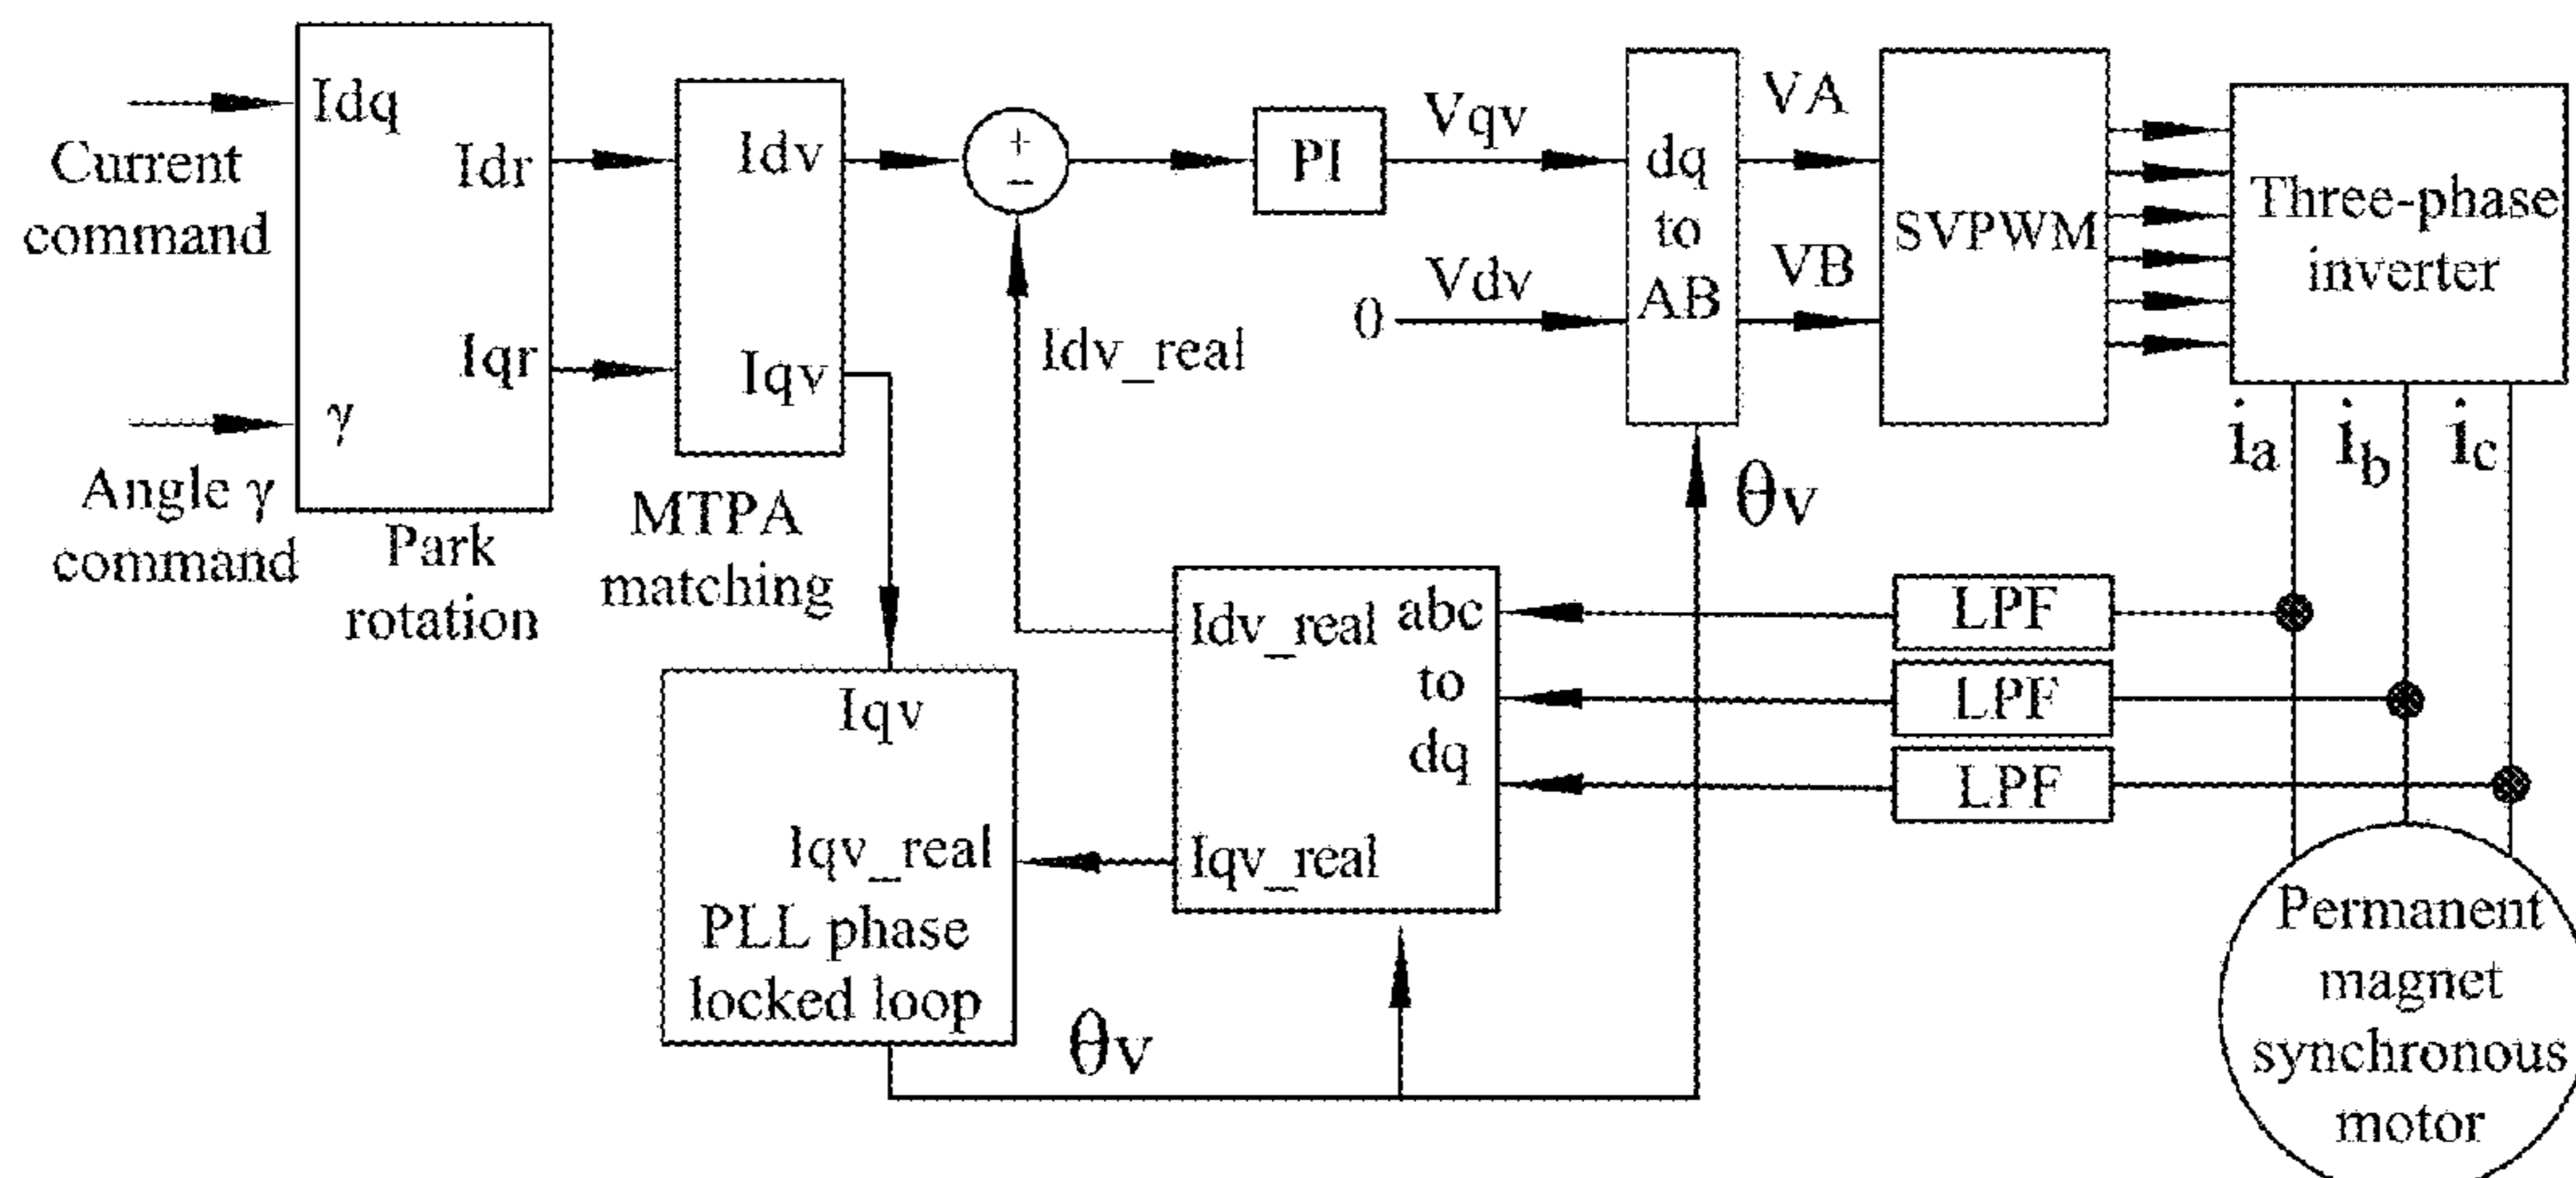 Idq
Current
command
Idr
Iqr
γ
Angle γ
command
Park
rotation
Idv
Iqv
MTPA
matching
+
−
Idv_real
PI
Vqv
0
Vdv
dq
to
AB
VA
VB
SVPWM
Three-phase
inverter
ia
ib
ic
θv
Iqv
Iqv_real
PLL phase
locked loop
θv
Idv_real
Iqv_real
abc
to
dq
LPF
LPF
LPF
Permanent
magnet
synchronous
motor